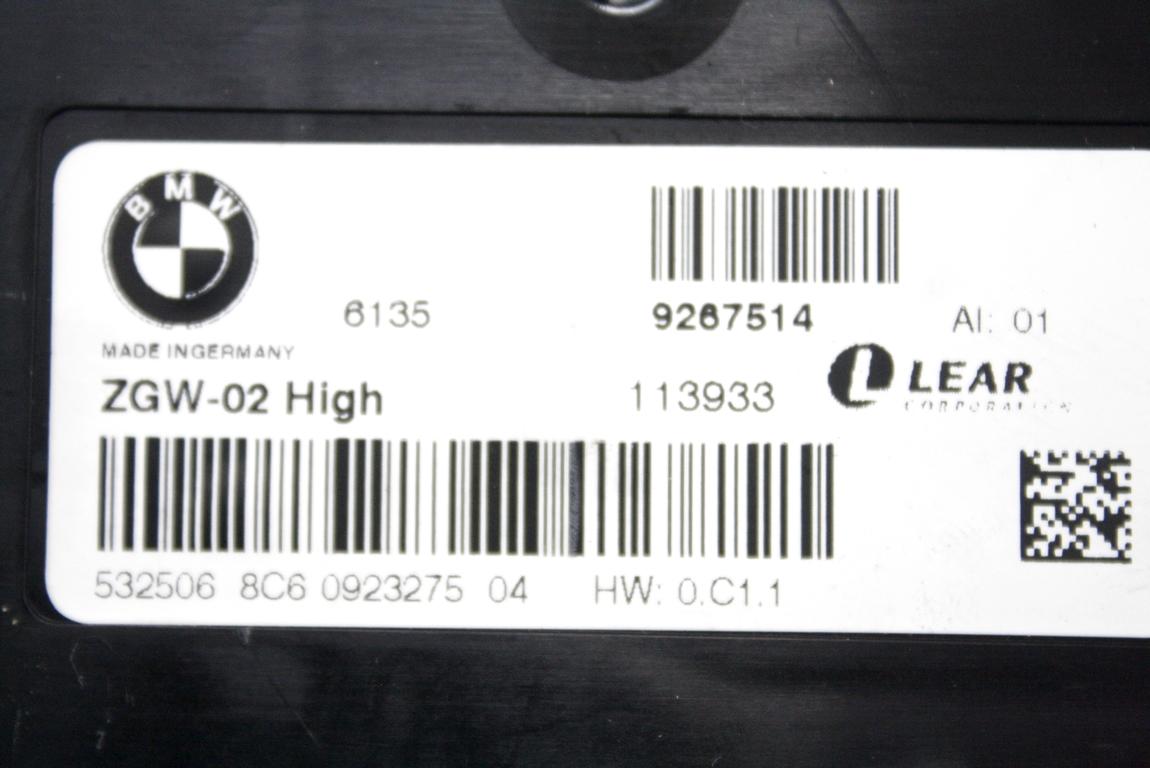 BMW
6135 9267514 AI: 01
MADE INGERMANY
LEAR
CORPORATION
ZGW-02 High 113933
532506 8C6 0923275 04 HW: 0.C1.1